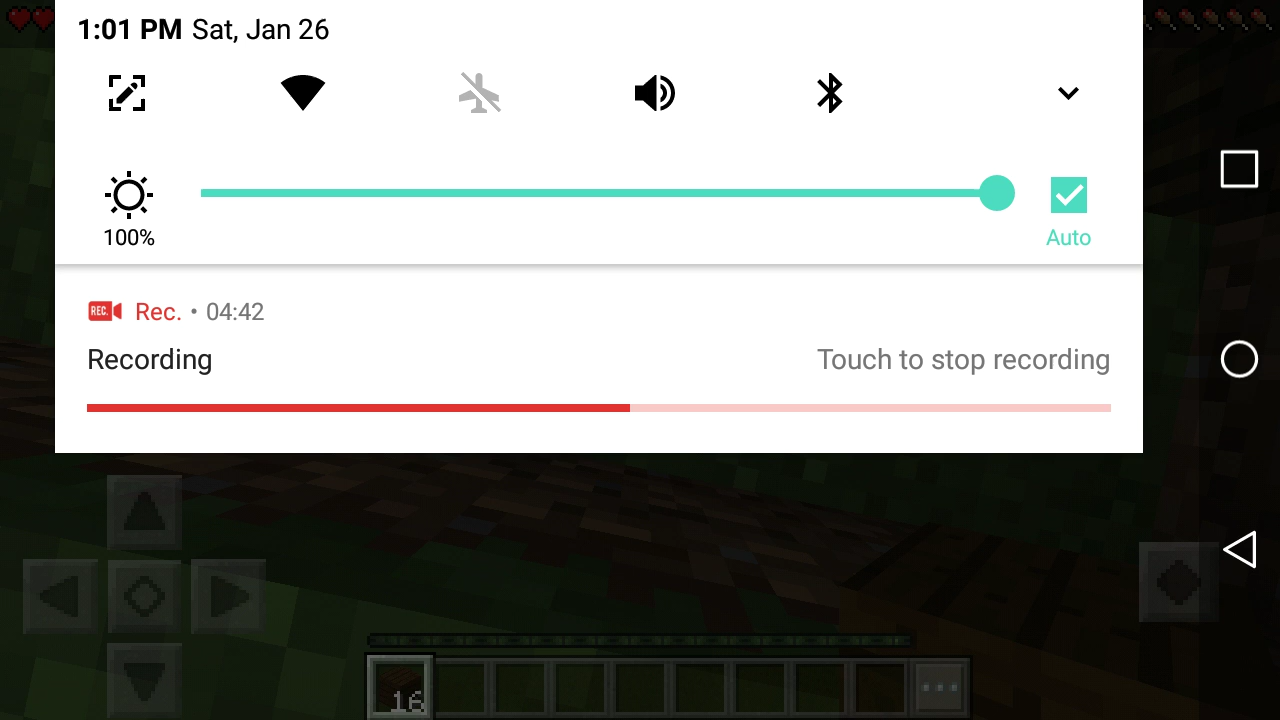 1:01 PM Sat, Jan 26
100%
Auto
REC. Rec. • 04:42
Recording Touch to stop recording
16